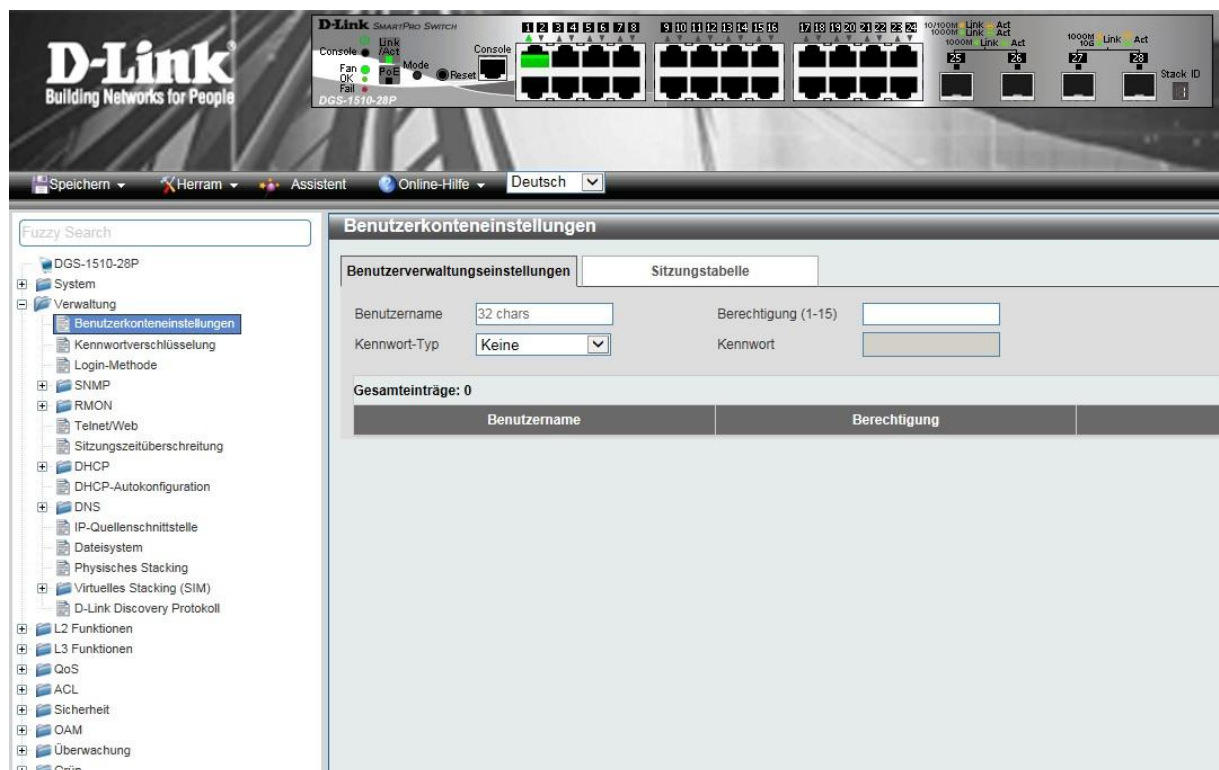 D-Link
Building Networks for People
D-Link SmartPro Switch
Console
Link
/Act
Fan
OK
Fail
PoE
Mode
Reset
Console
DGS-1510-28P
1 2 3 4 5 6 7 8
9 10 11 12 13 14 15 16
17 18 19 20 21 22 23 24
10/100M Link Act
1000M Link Act
1000M Link Act
25 26
1000M Link Act
10G
27 28
Stack ID
Speichern
Herram
Assistent
Online-Hilfe
Deutsch
Fuzzy Search
DGS-1510-28P
System
Verwaltung
Benutzerkonteneinstellungen
Kennwortverschlüsselung
Login-Methode
SNMP
RMON
Telnet/Web
Sitzungszeitüberschreitung
DHCP
DHCP-Autokonfiguration
DNS
IP-Quellenschnittstelle
Dateisystem
Physisches Stacking
Virtuelles Stacking (SIM)
D-Link Discovery Protokoll
L2 Funktionen
L3 Funktionen
QoS
ACL
Sicherheit
OAM
Überwachung
Grün
Benutzerkonteneinstellungen
Benutzerverwaltungseinstellungen
Sitzungstabelle
Benutzername 32 chars Berechtigung (1-15)
Kennwort-Typ Keine Kennwort
Gesamteinträge: 0
Benutzername Berechtigung